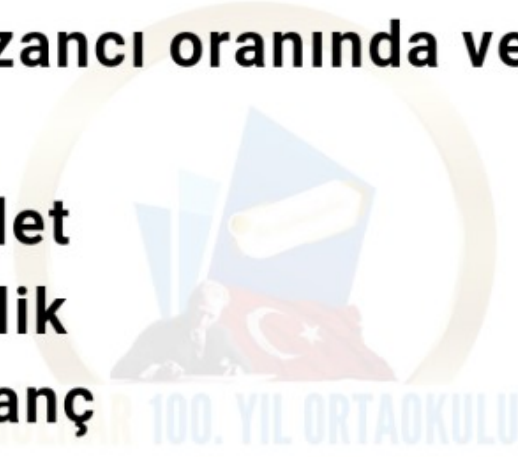 zancı oranında ve
let
lik
anç
100. YIL ORTAOKULU